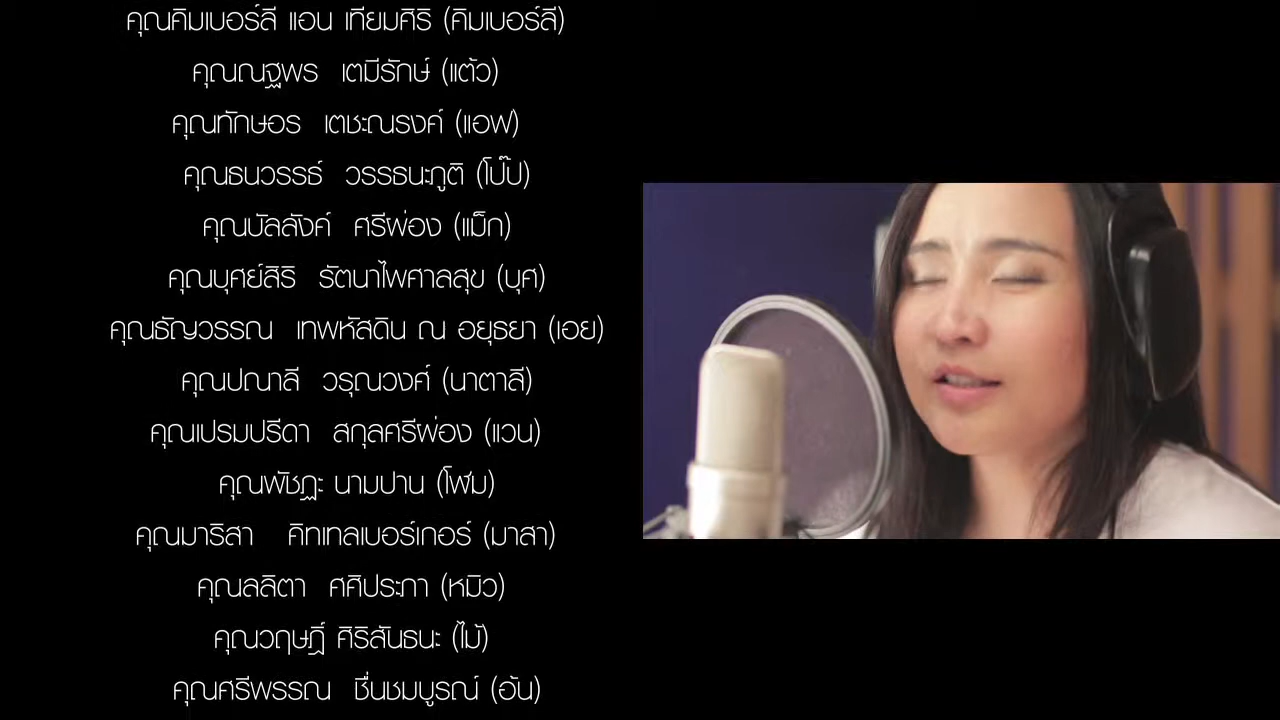 คุณคิมเบอร์ลี แอน เทียมศิริ (คิมเบอร์ลี)
คุณณฐพร เตมีรักษ์ (แต้ว)
คุณทักษอร เตชะณรงค์ (แอฟ)
คุณธนวรรธ์ วรรธนะภูติ (โป๊ป)
คุณบัลลังค์ ศรีผ่อง (แม็ก)
คุณบุศย์สิริ รัตนาไพศาลสุข (บุศ)
คุณธัญวรรณ เทพหัสดิน ณ อยุธยา (เอย)
คุณปณาลี วรุณวงศ์ (นาตาลี)
คุณเปรมปรีดา สกุลศรีผ่อง (แวน)
คุณพัชฏะ นามปาน (โฬม)
คุณมาริสา คิทเทลเบอร์เกอร์ (มาสา)
คุณลลิตา ศศิประภา (หมิว)
คุณวฤษฎิ์ ศิริสันธนะ (ไม้)
คุณศรีพรรณ ชื่นชมบูรณ์ (อ้น)